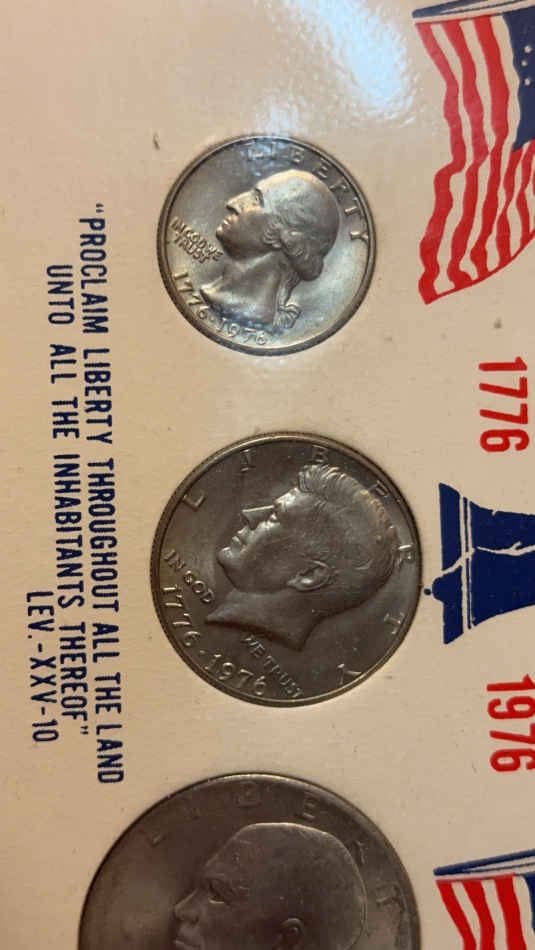 LIBERTY
IN GOD WE
TRUST
1776·1976
LIBERTY
IN GOD
WE TRUST
1776·1976
LIBE
1776
1976
"PROCLAIM LIBERTY THROUGHOUT ALL THE LAND
UNTO ALL THE INHABITANTS THEREOF"
LEV.-XXV-10